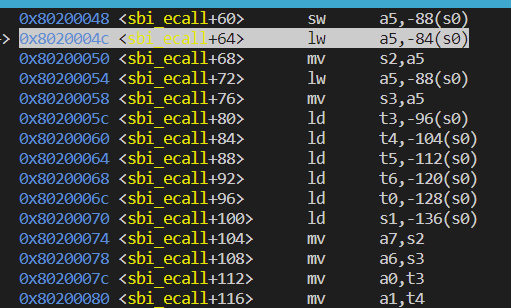 0x80200048 <sbi_ecall+60> sw a5,-88(s0)
> 0x8020004c <sbi_ecall+64> lw a5,-84(s0)
0x80200050 <sbi_ecall+68> mv s2,a5
0x80200054 <sbi_ecall+72> lw a5,-88(s0)
0x80200058 <sbi_ecall+76> mv s3,a5
0x8020005c <sbi_ecall+80> ld t3,-96(s0)
0x80200060 <sbi_ecall+84> ld t4,-104(s0)
0x80200064 <sbi_ecall+88> ld t5,-112(s0)
0x80200068 <sbi_ecall+92> ld t6,-120(s0)
0x8020006c <sbi_ecall+96> ld t0,-128(s0)
0x80200070 <sbi_ecall+100> ld s1,-136(s0)
0x80200074 <sbi_ecall+104> mv a7,s2
0x80200078 <sbi_ecall+108> mv a6,s3
0x8020007c <sbi_ecall+112> mv a0,t3
0x80200080 <sbi_ecall+116> mv a1,t4